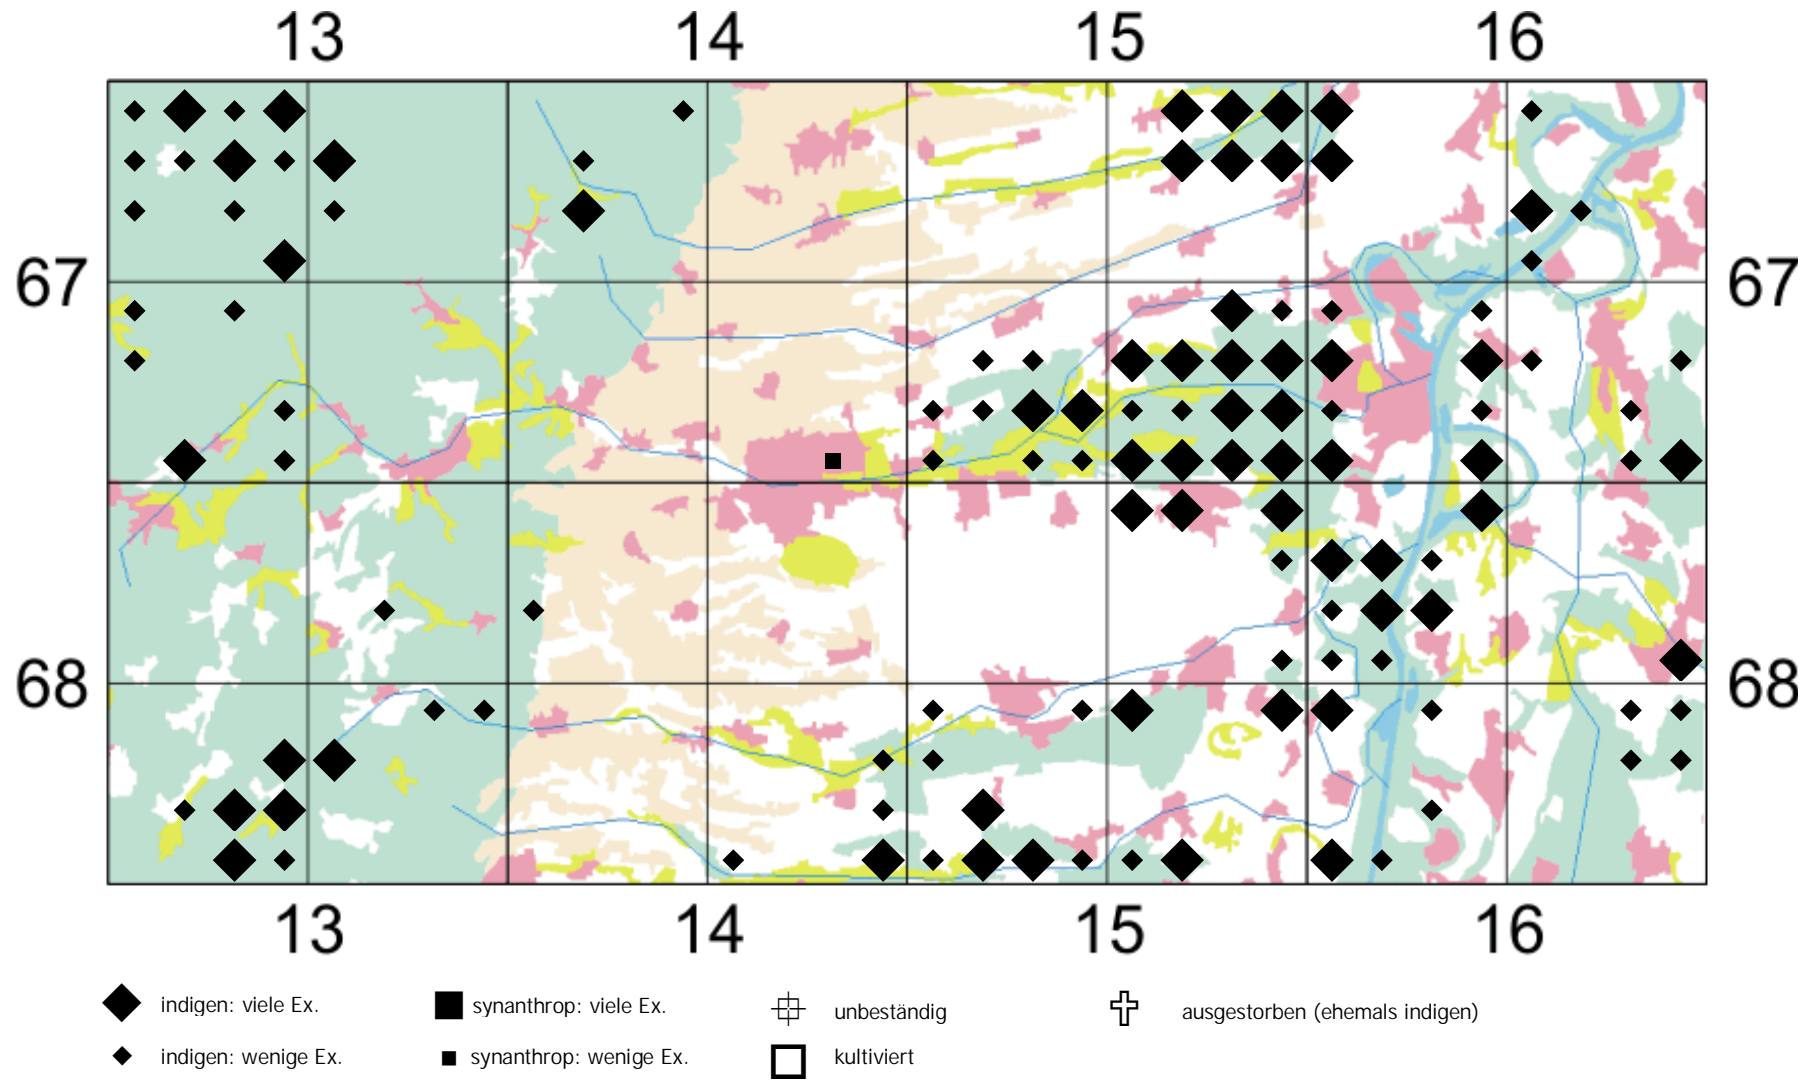 13 14 15 16
67 67
68 68
13 14 15 16
indigen: viele Ex. synanthrop: viele Ex. unbeständig ausgestorben (ehemals indigen)
indigen: wenige Ex. synanthrop: wenige Ex. kultiviert